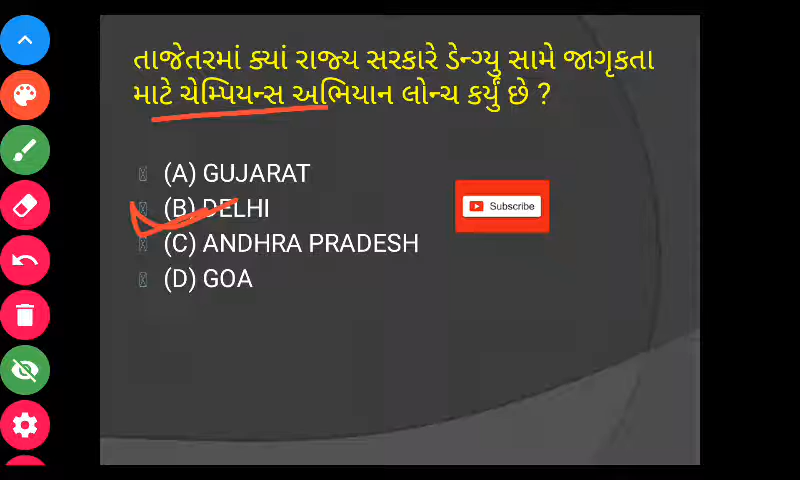 તાજેતરમાં ક્યાં રાજ્ય સરકારે ડેન્ગ્યુ સામે જાગૃકતા
માટે ચેમ્પિયન્સ અભિયાન લોન્ચ કર્યું છે ?
(A) GUJARAT
(B) DELHI
Subscribe
(C) ANDHRA PRADESH
(D) GOA